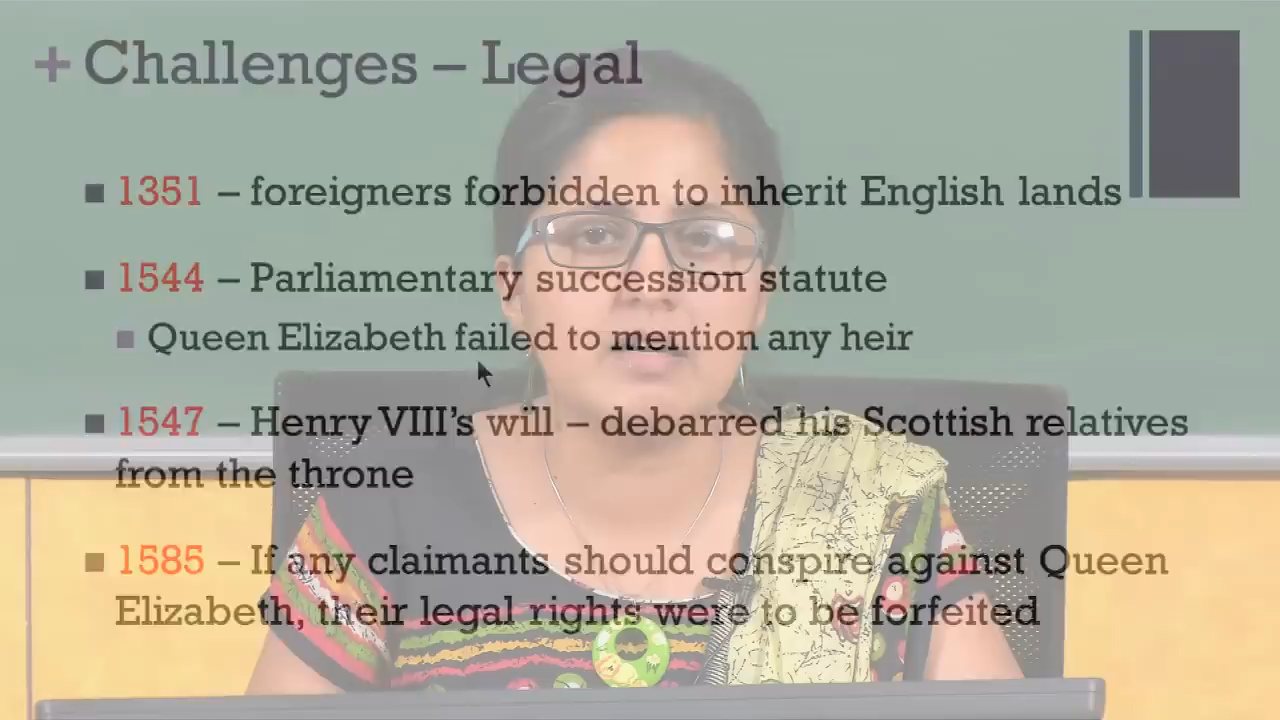 + Challenges – Legal
■ 1351 – foreigners forbidden to inherit English lands
■ 1544 – Parliamentary succession statute
■ Queen Elizabeth failed to mention any heir
■ 1547 – Henry VIII's will – debarred his Scottish relatives
from the throne
■ 1585 – If any claimants should conspire against Queen
Elizabeth, their legal rights were to be forfeited